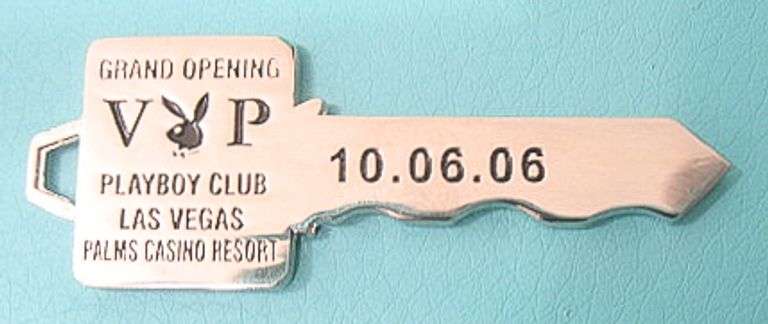 GRAND OPENING
V P
PLAYBOY CLUB
LAS VEGAS
PALMS CASINO RESORT
10.06.06